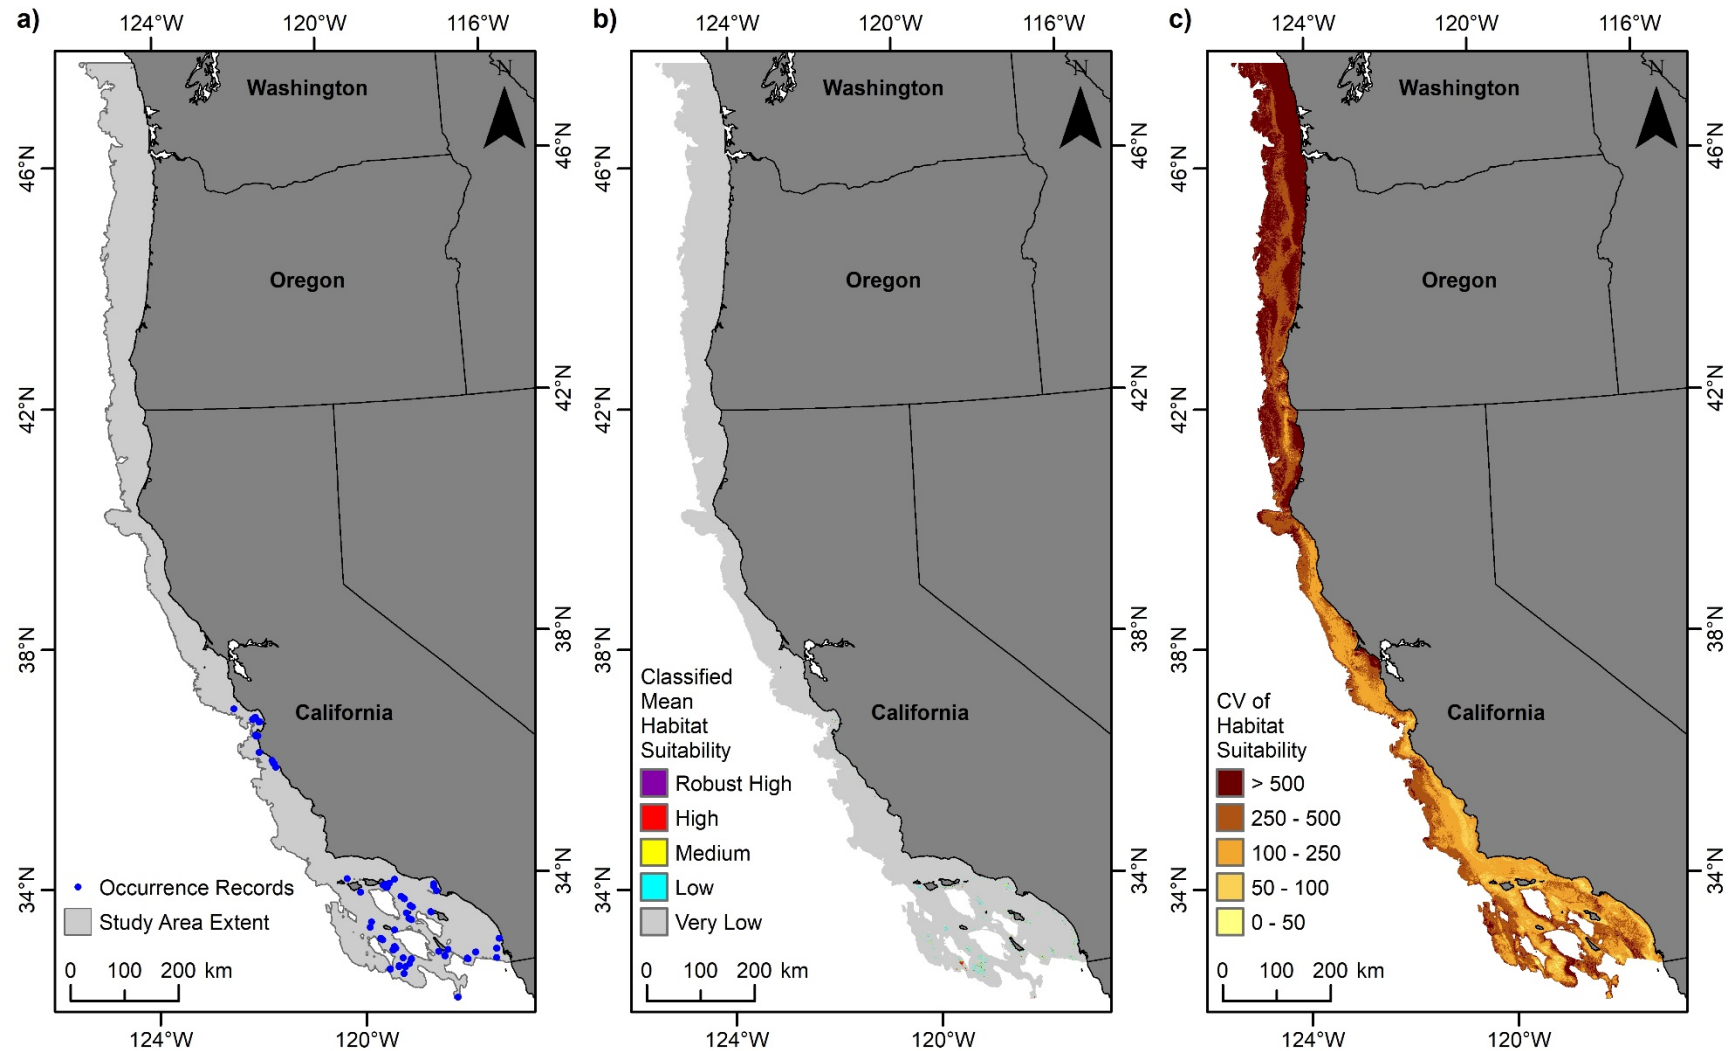 a)
124°W
120°W
116°W
N
Washington
46°N
46°N
Oregon
42°N
42°N
38°N
38°N
California
34°N
34°N
Occurrence Records
Study Area Extent
0 100 200 km
124°W
120°W
b)
124°W
120°W
116°W
N
Washington
46°N
46°N
Oregon
42°N
42°N
38°N
38°N
California
Classified
Mean
Habitat
Suitability
Robust High
High
Medium
Low
Very Low
34°N
34°N
0 100 200 km
124°W
120°W
c)
124°W
120°W
116°W
N
Washington
46°N
46°N
Oregon
42°N
42°N
38°N
38°N
California
CV of
Habitat
Suitability
> 500
250 - 500
100 - 250
50 - 100
0 - 50
34°N
34°N
0 100 200 km
124°W
120°W